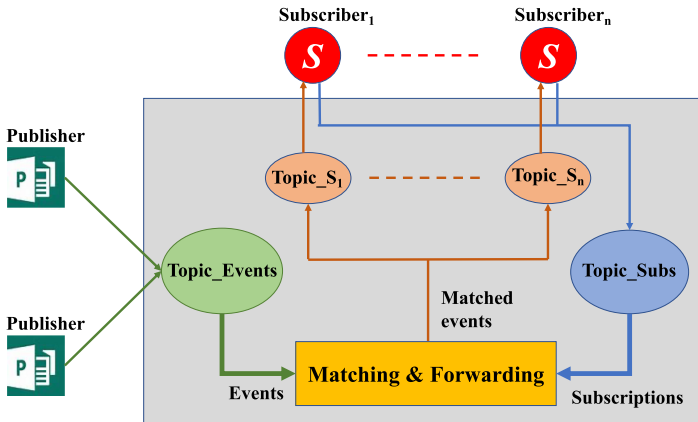 Subscriber₁
Subscriberₙ
S
S
Publisher
P
Topic_S₁
Topic_Sₙ
Topic_Events
Topic_Subs
Matched
events
Publisher
P
Matching & Forwarding
Events
Subscriptions